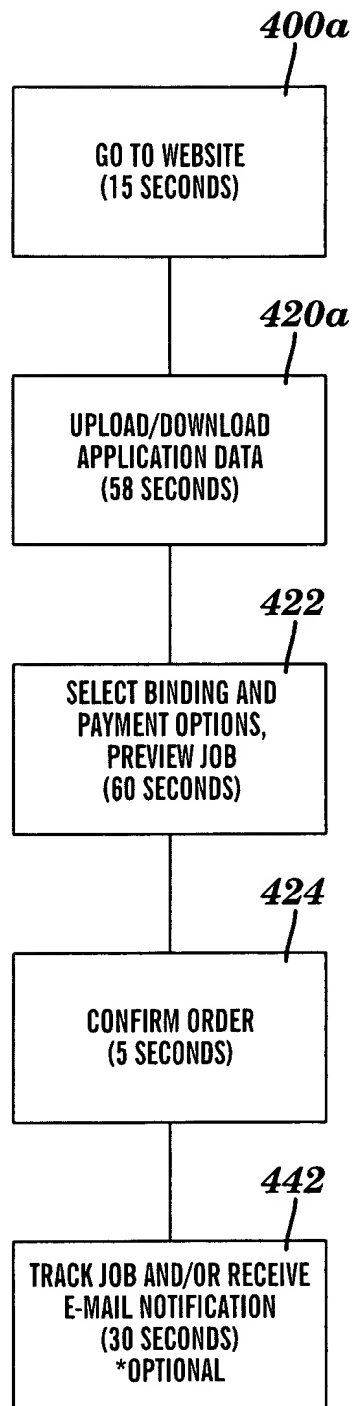 400a
GO TO WEBSITE
(15 SECONDS)
420a
UPLOAD/DOWNLOAD
APPLICATION DATA
(58 SECONDS)
422
SELECT BINDING AND
PAYMENT OPTIONS,
PREVIEW JOB
(60 SECONDS)
424
CONFIRM ORDER
(5 SECONDS)
442
TRACK JOB AND/OR RECEIVE
E-MAIL NOTIFICATION
(30 SECONDS)
*OPTIONAL